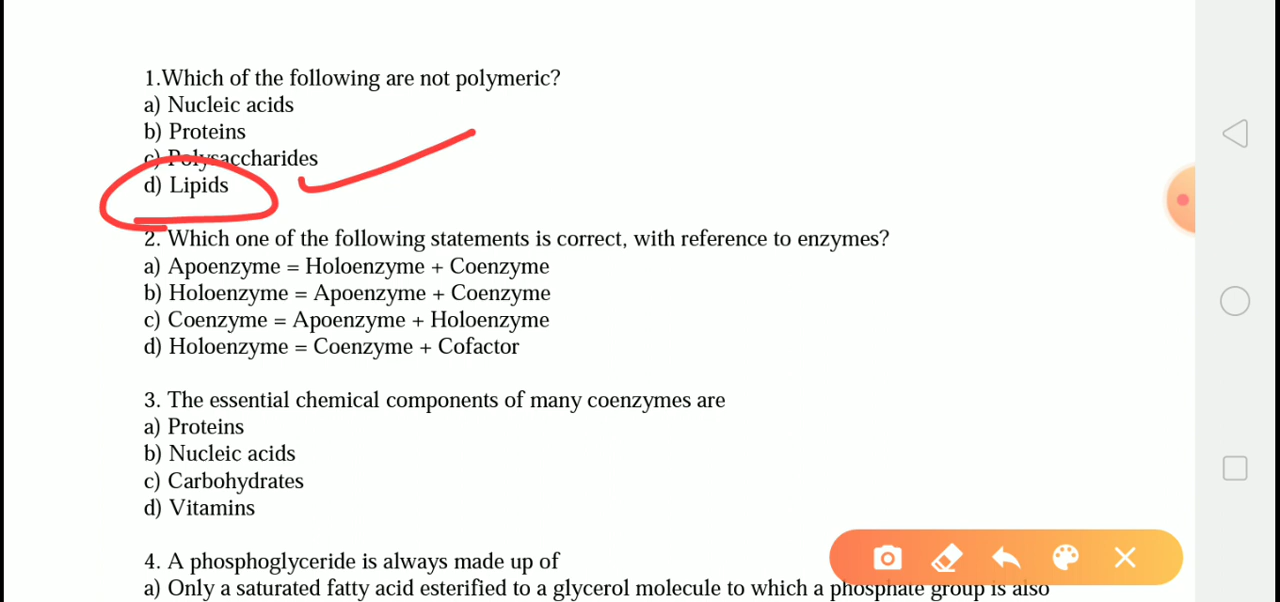 1.Which of the following are not polymeric?
a) Nucleic acids
b) Proteins
c) Polysaccharides
d) Lipids
2. Which one of the following statements is correct, with reference to enzymes?
a) Apoenzyme = Holoenzyme + Coenzyme
b) Holoenzyme = Apoenzyme + Coenzyme
c) Coenzyme = Apoenzyme + Holoenzyme
d) Holoenzyme = Coenzyme + Cofactor
3. The essential chemical components of many coenzymes are
a) Proteins
b) Nucleic acids
c) Carbohydrates
d) Vitamins
4. A phosphoglyceride is always made up of
a) Only a saturated fatty acid esterified to a glycerol molecule to which a phosphate group is also